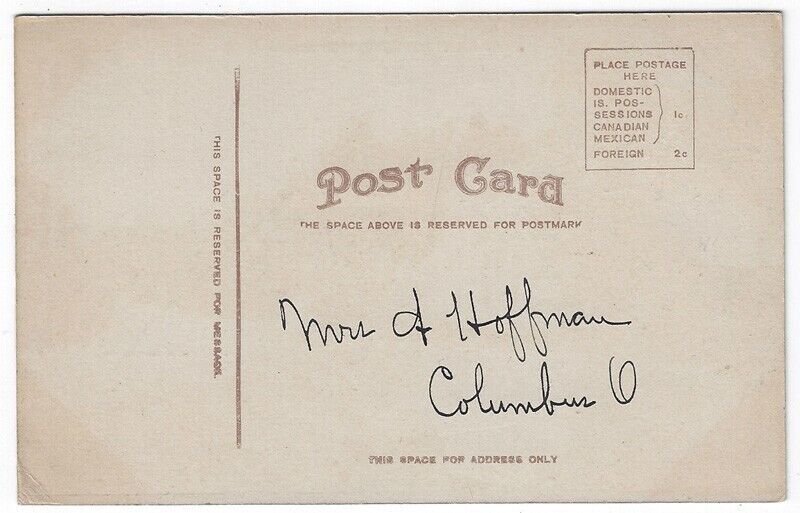 PLACE POSTAGE
HERE
DOMESTIC
IS. POS-
SESSIONS 1c.
CANADIAN
MEXICAN
FOREIGN 2c
THIS SPACE IS RESERVED FOR MESSAGE.
Post Card
THE SPACE ABOVE IS RESERVED FOR POSTMARK
Mrs A Hoffman
Columbus O
THIS SPACE FOR ADDRESS ONLY